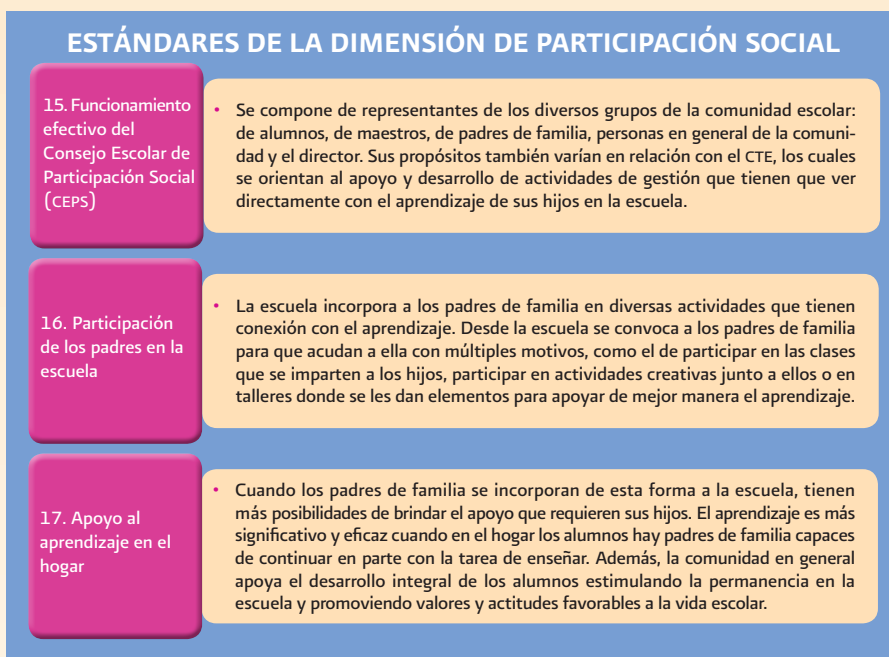 ESTÁNDARES DE LA DIMENSIÓN DE PARTICIPACIÓN SOCIAL
15. Funcionamiento
efectivo del
Consejo Escolar de
Participación Social
(CEPS)
• Se compone de representantes de los diversos grupos de la comunidad escolar:
de alumnos, de maestros, de padres de familia, personas en general de la comuni-
dad y el director. Sus propósitos también varían en relación con el CTE, los cuales
se orientan al apoyo y desarrollo de actividades de gestión que tienen que ver
directamente con el aprendizaje de sus hijos en la escuela.
16. Participación
de los padres en la
escuela
• La escuela incorpora a los padres de familia en diversas actividades que tienen
conexión con el aprendizaje. Desde la escuela se convoca a los padres de familia
para que acudan a ella con múltiples motivos, como el de participar en las clases
que se imparten a los hijos, participar en actividades creativas junto a ellos o en
talleres donde se les dan elementos para apoyar de mejor manera el aprendizaje.
17. Apoyo al
aprendizaje en el
hogar
• Cuando los padres de familia se incorporan de esta forma a la escuela, tienen
más posibilidades de brindar el apoyo que requieren sus hijos. El aprendizaje es más
significativo y eficaz cuando en el hogar los alumnos hay padres de familia capaces
de continuar en parte con la tarea de enseñar. Además, la comunidad en general
apoya el desarrollo integral de los alumnos estimulando la permanencia en la
escuela y promoviendo valores y actitudes favorables a la vida escolar.